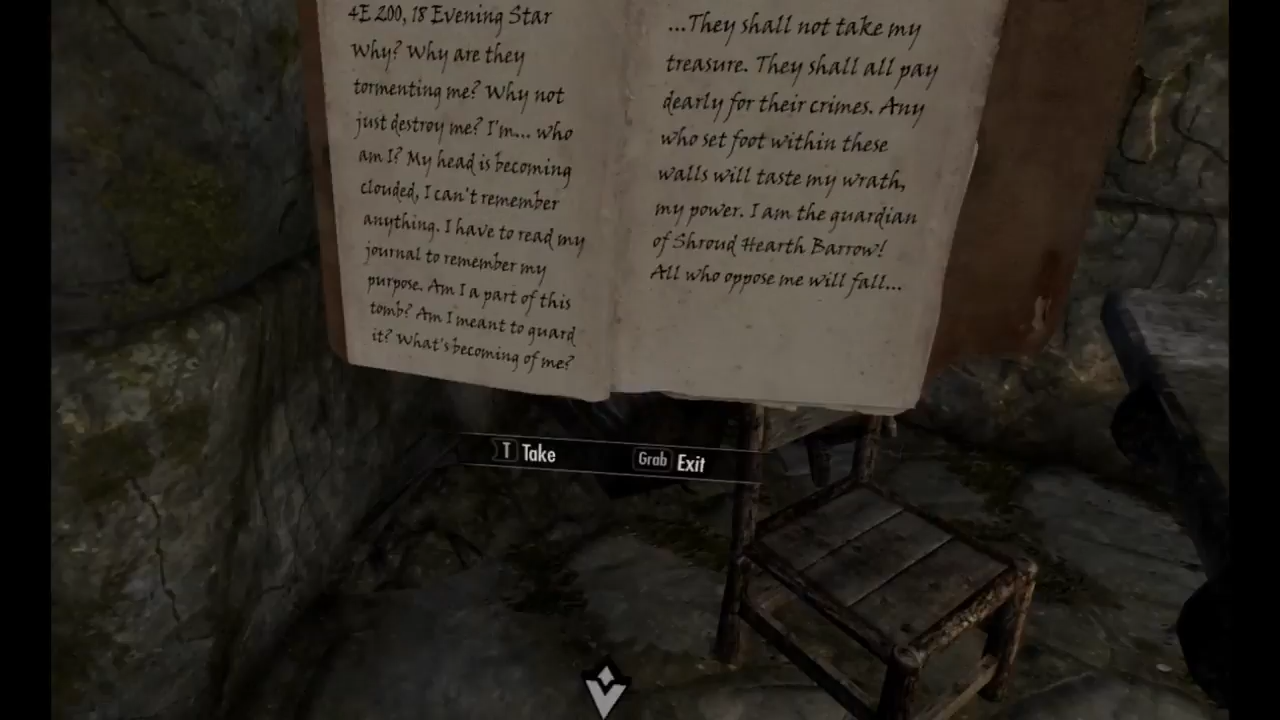 4E 200, 18 Evening Star
Why? Why are they
tormenting me? Why not
just destroy me? I'm... who
am I? My head is becoming
clouded, I can't remember
anything. I have to read my
journal to remember my
purpose. Am I a part of this
tomb? Am I meant to guard
it? What's becoming of me?
...They shall not take my
treasure. They shall all pay
dearly for their crimes. Any
who set foot within these
walls will taste my wrath,
my power. I am the guardian
of Shroud Hearth Barrow!
All who oppose me will fall...
T Take
Grab Exit